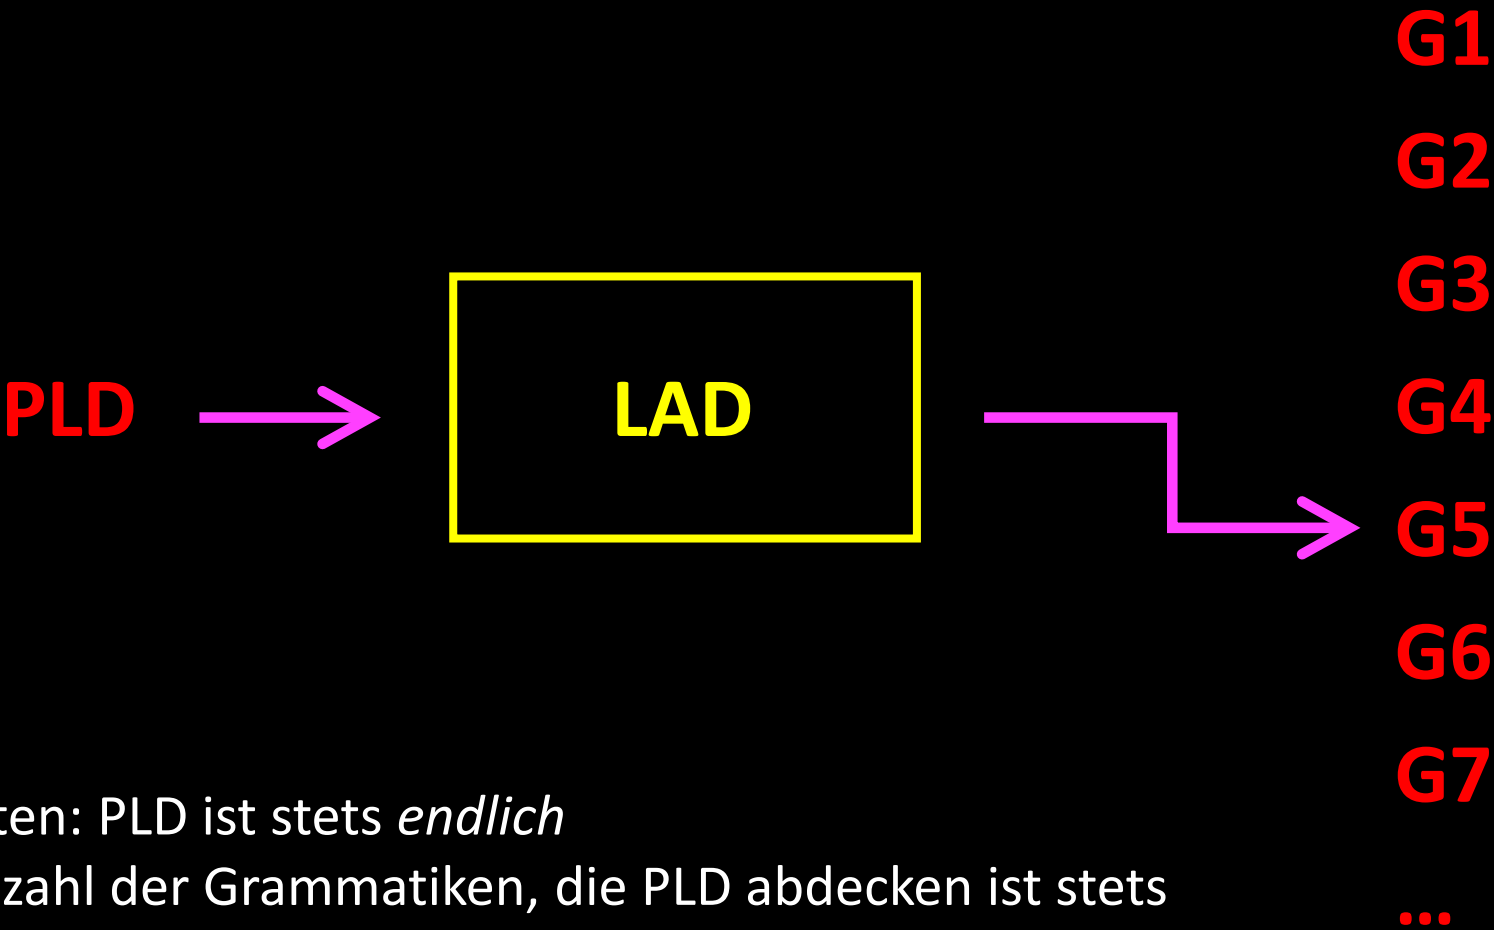 G1
G2
G3
PLD LAD G4
G5
G6
G7
ten: PLD ist stets endlich
zahl der Grammatiken, die PLD abdecken ist stets
...